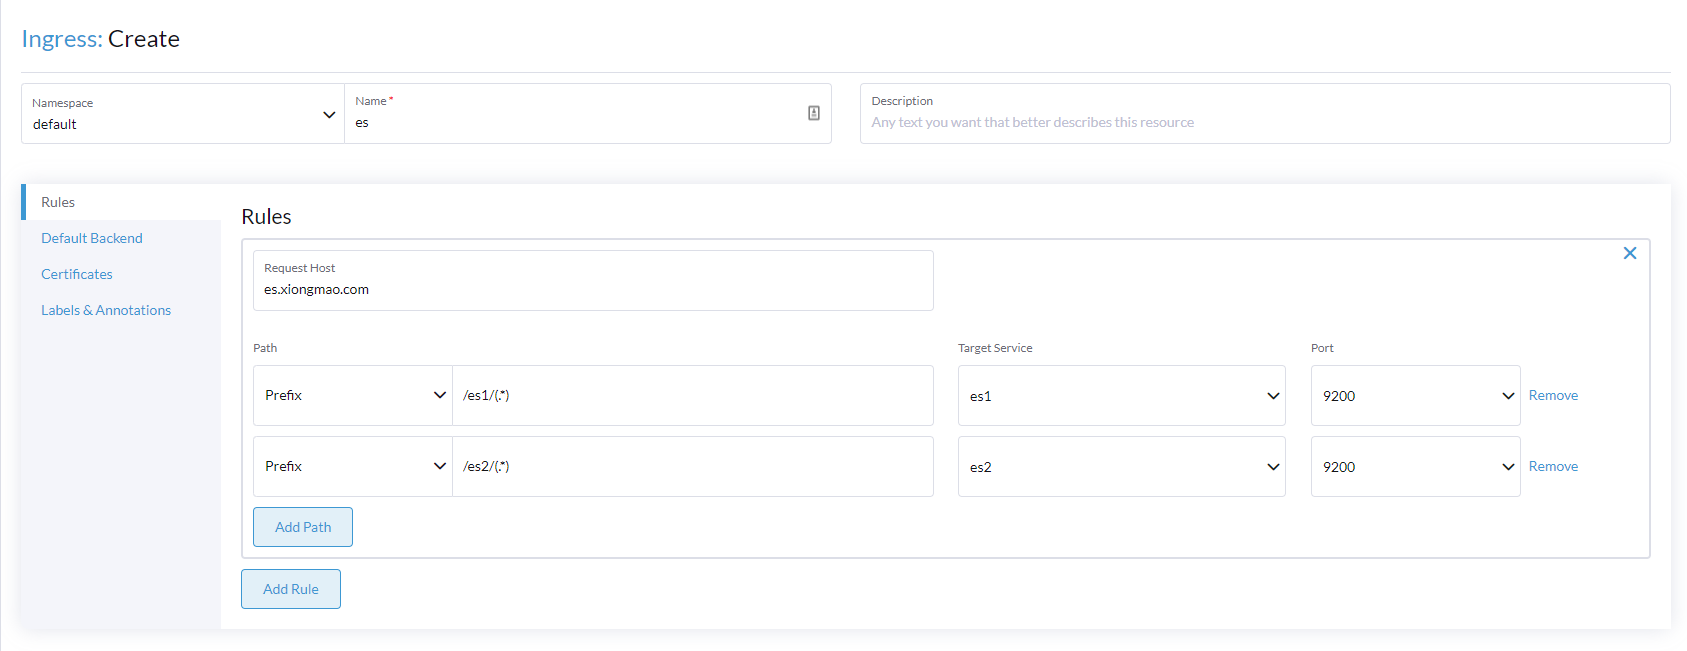 Ingress: Create
Namespace
default
Name *
es
Description
Any text you want that better describes this resource
Rules
Default Backend
Certificates
Labels & Annotations
Rules
Request Host
es.xiongmao.com
Path Target Service Port
Prefix /es1/(.*) es1 9200 Remove
Prefix /es2/(.*) es2 9200 Remove
Add Path
Add Rule